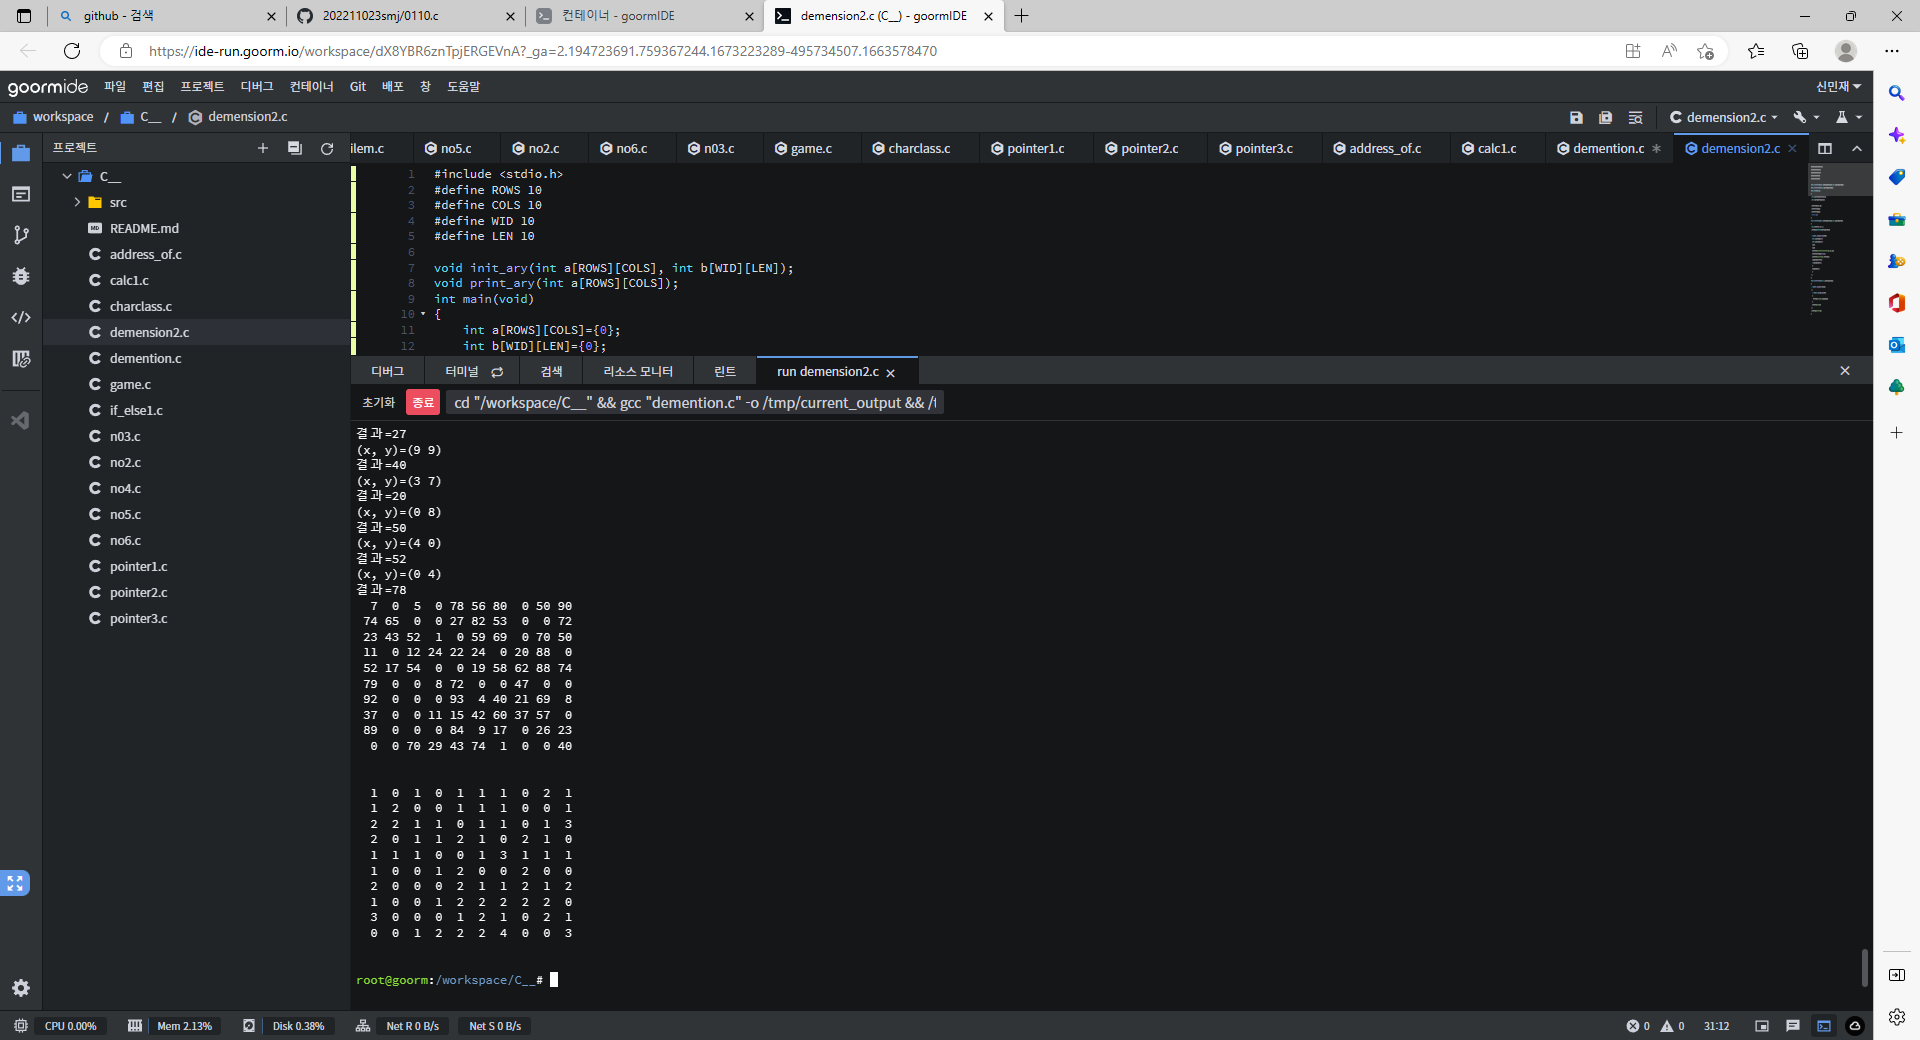 github - 검색
202211023smj/0110.c
컨테이너 - goormIDE
demension2.c (C__) - goormIDE
https://ide-run.goorm.io/workspace/dX8YBR6znTpjERGEVnA?_ga=2.194723691.759367244.1673223289-495734507.1663578470
goormide 파일 편집 프로젝트 디버그 컨테이너 Git 배포 창 도움말 신민재
workspace / C__ / demension2.c
demension2.c
프로젝트
ilem.c no5.c no2.c no6.c n03.c game.c charclass.c pointer1.c pointer2.c pointer3.c address_of.c calc1.c demention.c demension2.c
C__
src
README.md
address_of.c
calc1.c
charclass.c
demension2.c
demention.c
game.c
if_else1.c
n03.c
no2.c
no4.c
no5.c
no6.c
pointer1.c
pointer2.c
pointer3.c
1 #include <stdio.h>
2 #define ROWS 10
3 #define COLS 10
4 #define WID 10
5 #define LEN 10
6
7 void init_ary(int a[ROWS][COLS], int b[WID][LEN]);
8 void print_ary(int a[ROWS][COLS]);
9 int main(void)
10 {
11 int a[ROWS][COLS]={0};
12 int b[WID][LEN]={0};
디버그 터미널 검색 리소스 모니터 린트 run demension2.c
초기화 종료 cd "/workspace/C__" && gcc "demention.c" -o /tmp/current_output && /t
결과=27
(x, y)=(9 9)
결과=40
(x, y)=(3 7)
결과=20
(x, y)=(0 8)
결과=50
(x, y)=(4 0)
결과=52
(x, y)=(0 4)
결과=78
7 0 5 0 78 56 80 0 50 90
74 65 0 0 27 82 53 0 0 72
23 43 52 1 0 59 69 0 70 50
11 0 12 24 22 24 0 20 88 0
52 17 54 0 0 19 58 62 88 74
79 0 0 8 72 0 0 47 0 0
92 0 0 0 93 4 40 21 69 8
37 0 0 11 15 42 60 37 57 0
89 0 0 0 84 9 17 0 26 23
0 0 70 29 43 74 1 0 0 40
1 0 1 0 1 1 1 0 2 1
1 2 0 0 1 1 1 0 0 1
2 2 1 1 0 1 1 0 1 3
2 0 1 1 2 1 0 2 1 0
1 1 1 0 0 1 3 1 1 1
1 0 0 1 2 0 0 2 0 0
2 0 0 0 2 1 1 2 1 2
1 0 0 1 2 2 2 2 2 0
3 0 0 0 1 2 1 0 2 1
0 0 1 2 2 2 4 0 0 3
root@goorm:/workspace/C__#
CPU 0.00% Mem 2.13% Disk 0.38% Net R 0 B/s Net S 0 B/s 0 0 31:12